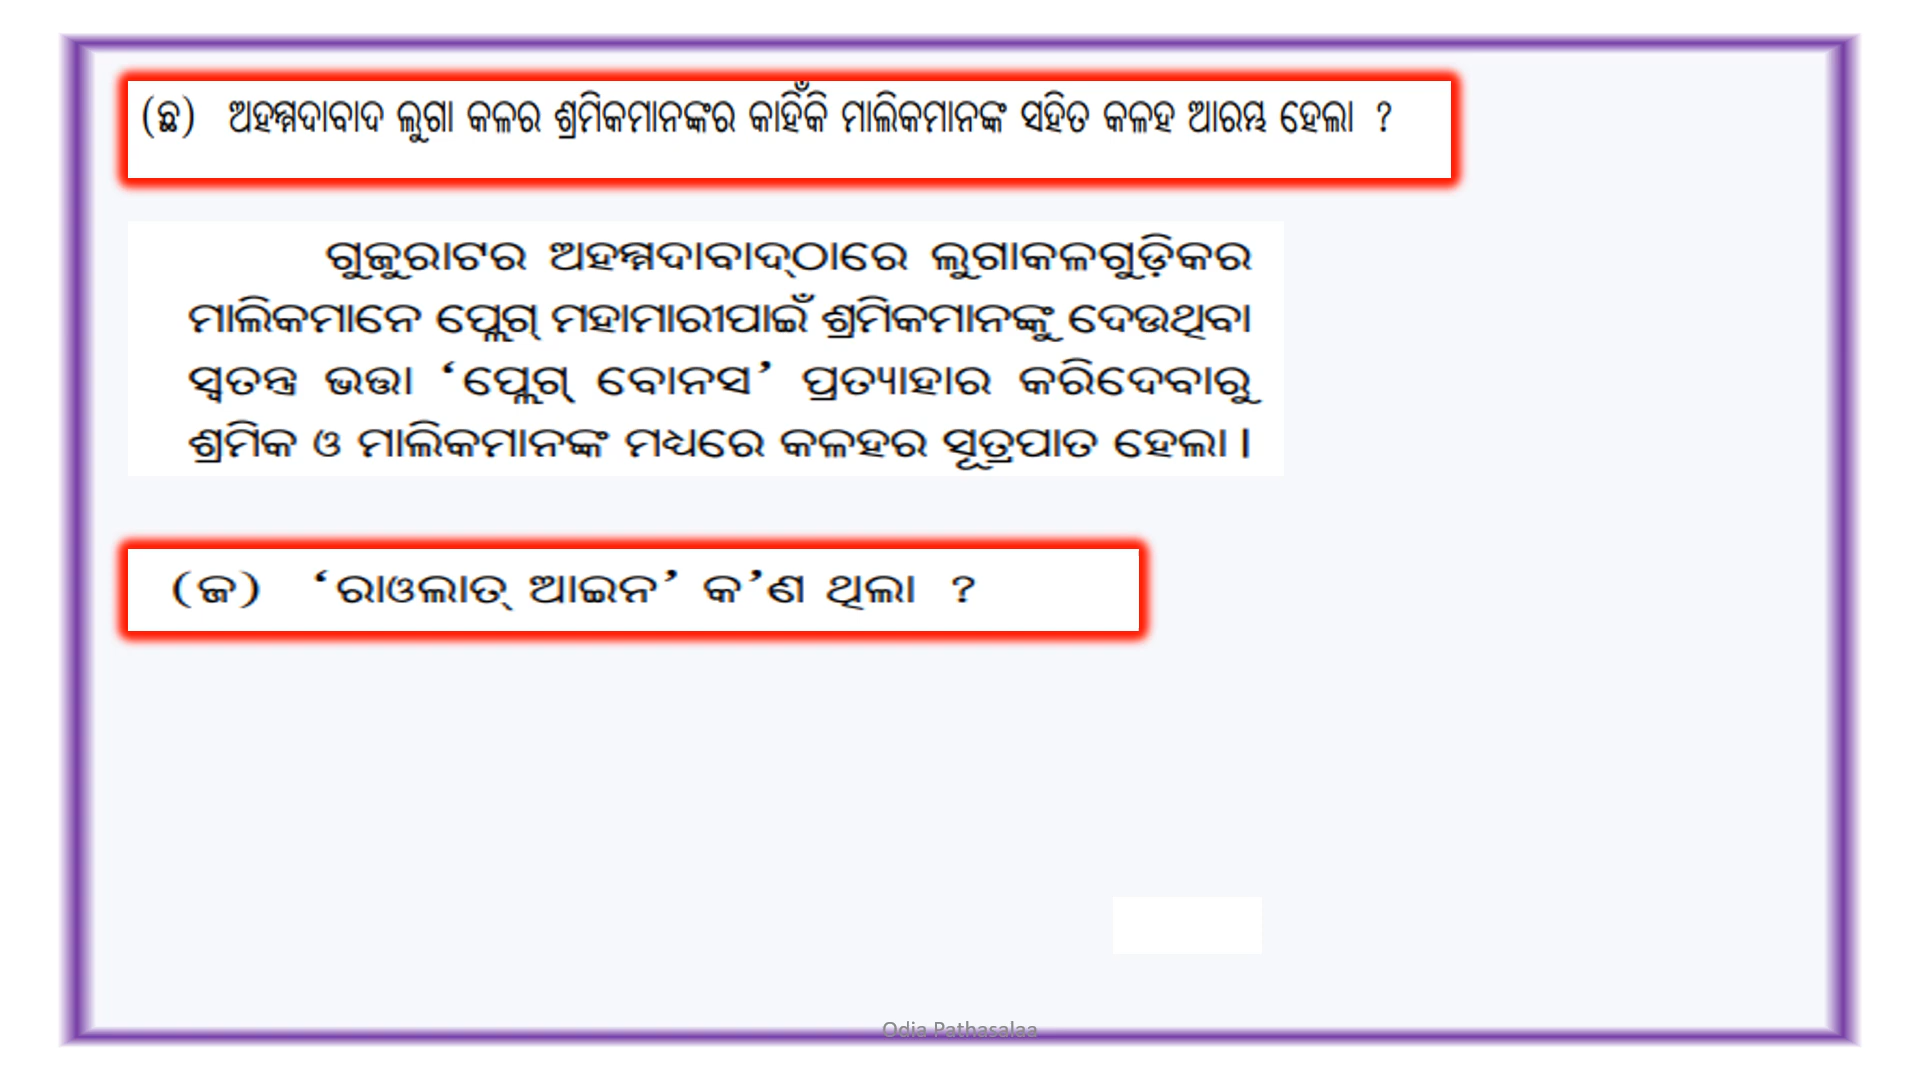 (ଛ) ଅହମ୍ମଦାବାଦ ଲୁଗା କଳର ଶ୍ରମିକମାନଙ୍କର କାହିଁକି ମାଲିକମାନଙ୍କ ସହିତ କଳହ ଆରମ୍ଭ ହେଲା ?
ଗୁଜୁରାଟର ଅହମ୍ମଦାବାଦ୍‌ଠାରେ ଲୁଗାକଳଗୁଡ଼ିକର
ମାଲିକମାନେ ପ୍ଲେଗ୍ ମହାମାରୀପାଇଁ ଶ୍ରମିକମାନଙ୍କୁ ଦେଉଥିବା
ସ୍ୱତନ୍ତ୍ର ଭତ୍ତା ‘ପ୍ଲେଗ୍ ବୋନସ’ ପ୍ରତ୍ୟାହାର କରିଦେବାରୁ
ଶ୍ରମିକ ଓ ମାଲିକମାନଙ୍କ ମଧ୍ୟରେ କଳହର ସୂତ୍ରପାତ ହେଲା।
(ଜ) ‘ରାଓଲାତ୍ ଆଇନ’ କ’ଣ ଥିଲା ?
Odia Pathasalaa